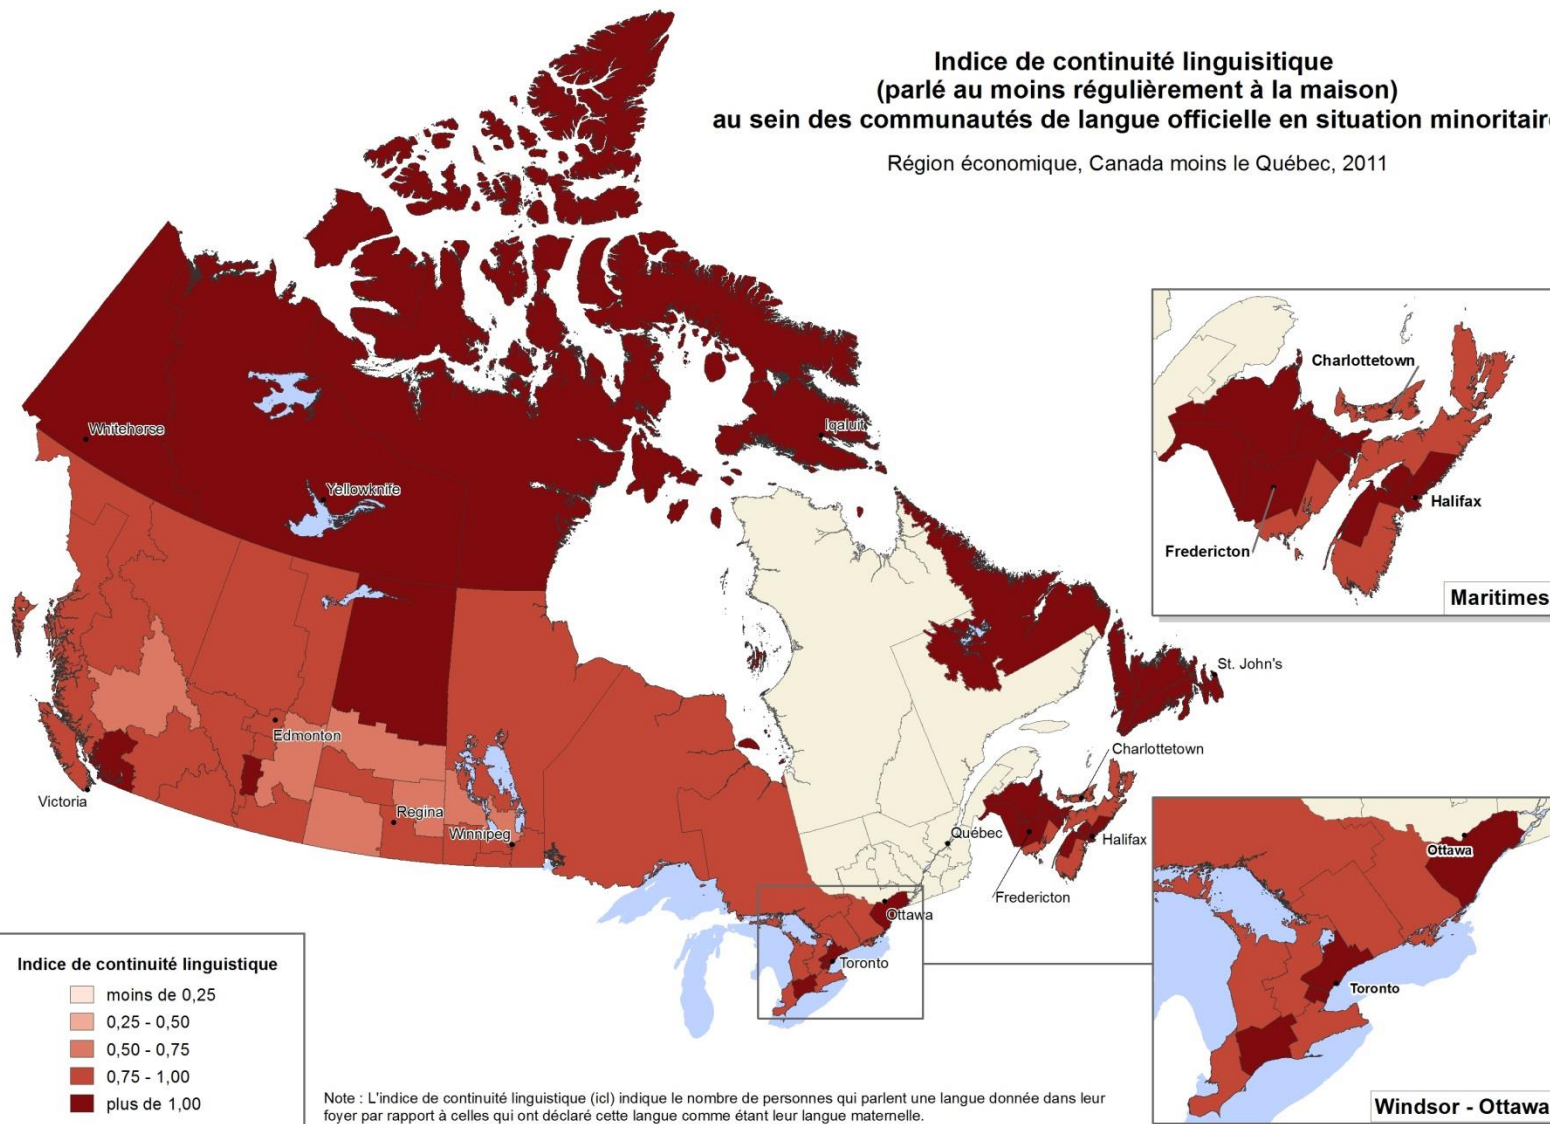 Indice de continuité linguisitique
(parlé au moins régulièrement à la maison)
au sein des communautés de langue officielle en situation minoritaire
Région économique, Canada moins le Québec, 2011
Whitehorse
Yellowknife
Iqaluit
Edmonton
Victoria
Regina
Winnipeg
Québec
St. John's
Charlottetown
Halifax
Fredericton
Ottawa
Toronto
Charlottetown
Halifax
Fredericton
Maritimes
Ottawa
Toronto
Windsor - Ottawa
Indice de continuité linguistique
moins de 0,25
0,25 - 0,50
0,50 - 0,75
0,75 - 1,00
plus de 1,00
Note : L'indice de continuité linguistique (icl) indique le nombre de personnes qui parlent une langue donnée dans leur
foyer par rapport à celles qui ont déclaré cette langue comme étant leur langue maternelle.